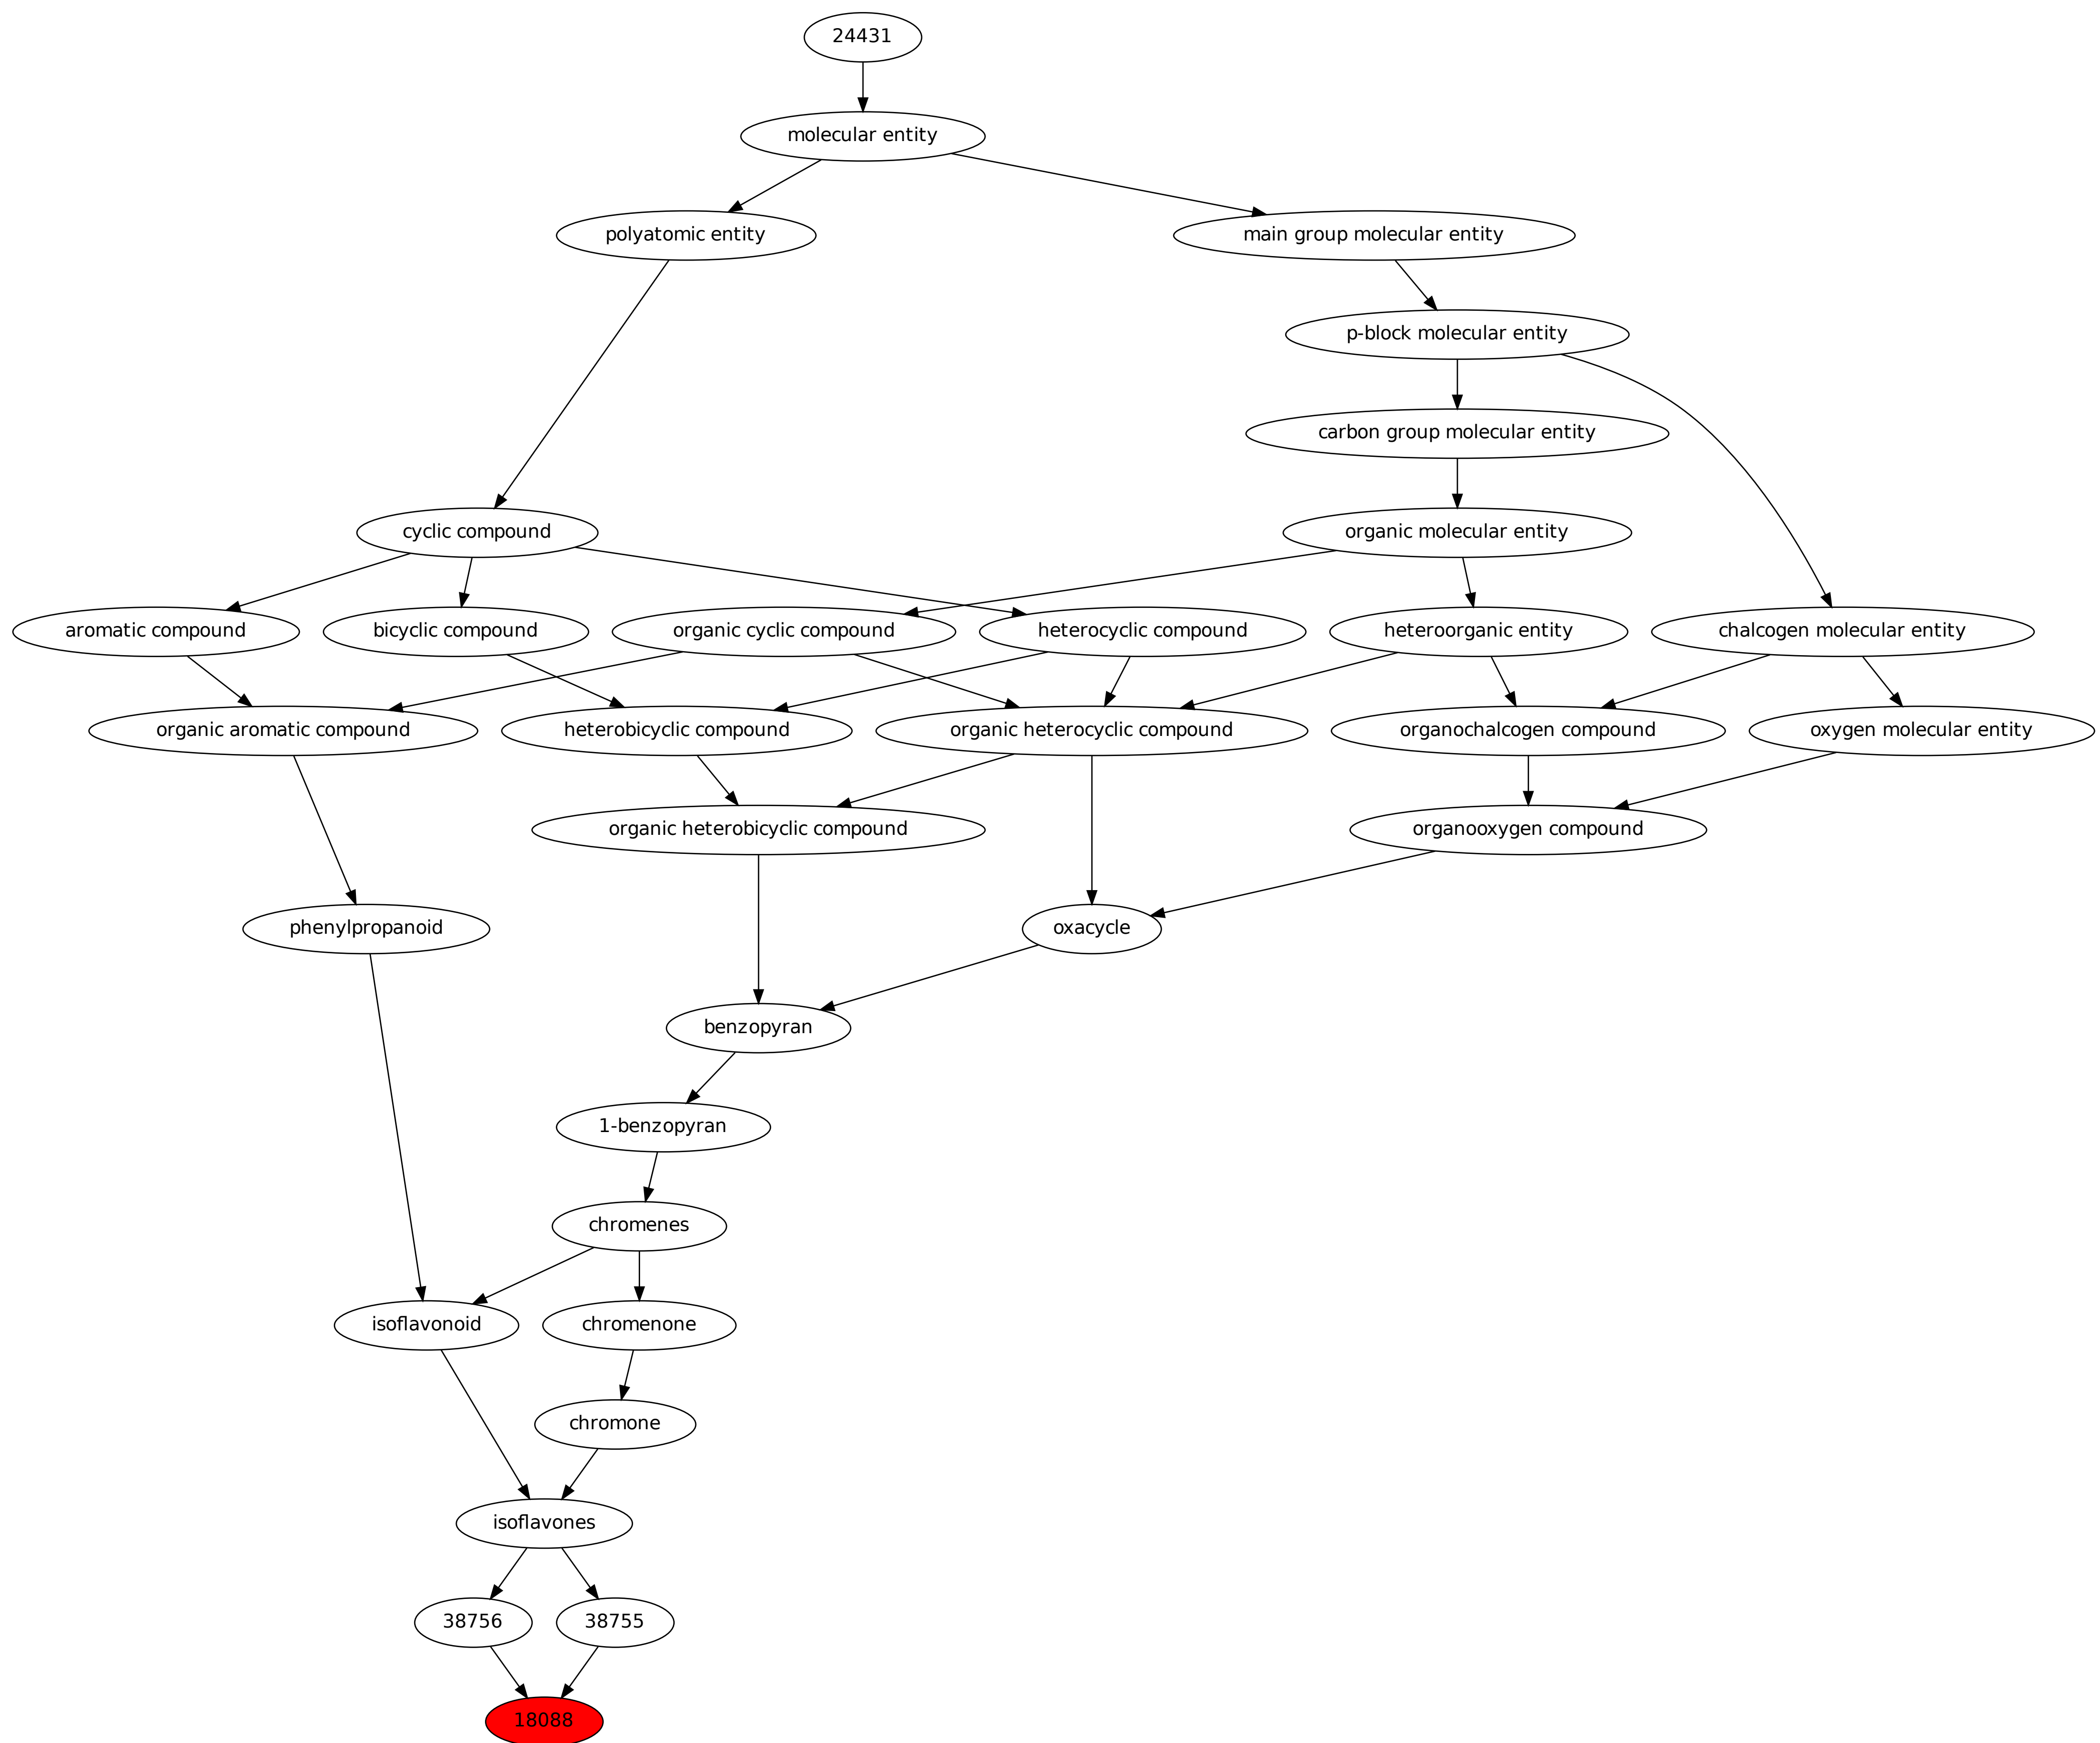 24431
molecular entity
polyatomic entity
main group molecular entity
p-block molecular entity
carbon group molecular entity
cyclic compound
organic molecular entity
aromatic compound
bicyclic compound
organic cyclic compound
heterocyclic compound
heteroorganic entity
chalcogen molecular entity
organic aromatic compound
heterobicyclic compound
organic heterocyclic compound
organochalcogen compound
oxygen molecular entity
organic heterobicyclic compound
organooxygen compound
phenylpropanoid
oxacycle
benzopyran
1-benzopyran
chromenes
isoflavonoid
chromenone
chromone
isoflavones
38756
38755
18088